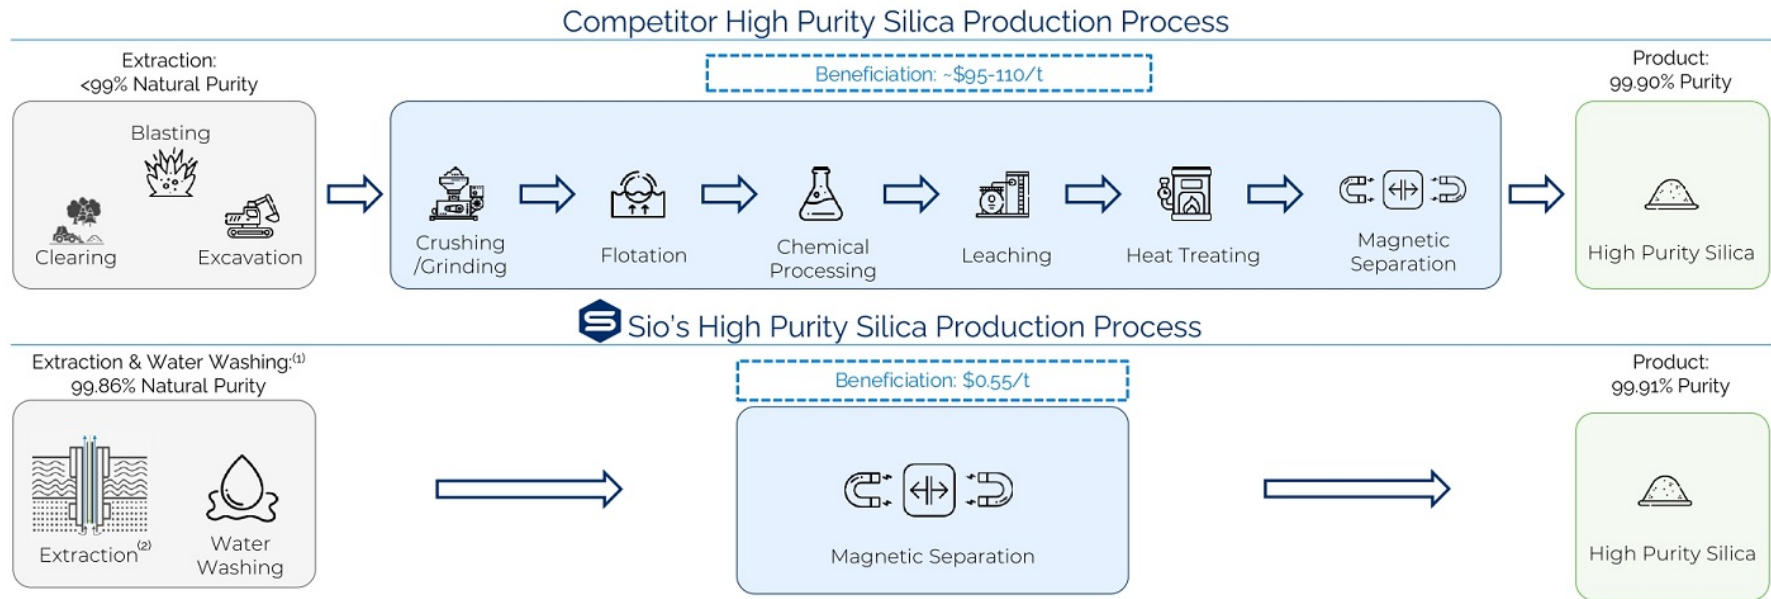 Competitor High Purity Silica Production Process
Extraction:
<99% Natural Purity
Beneficiation: ~$95-110/t
Product:
99.90% Purity
Blasting
Clearing
Excavation
Crushing
/Grinding
Flotation
Chemical
Processing
Leaching
Heat Treating
Magnetic
Separation
High Purity Silica
S Sio's High Purity Silica Production Process
Extraction & Water Washing:(1)
99.86% Natural Purity
Beneficiation: $0.55/t
Product:
99.91% Purity
Extraction(2)
Water
Washing
Magnetic Separation
High Purity Silica